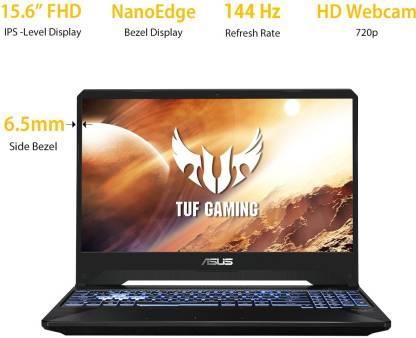 15.6” FHD
IPS -Level Display
NanoEdge
Bezel Display
144 Hz
Refresh Rate
HD Webcam
720p
6.5mm
Side Bezel
TUF GAMING
ASUS